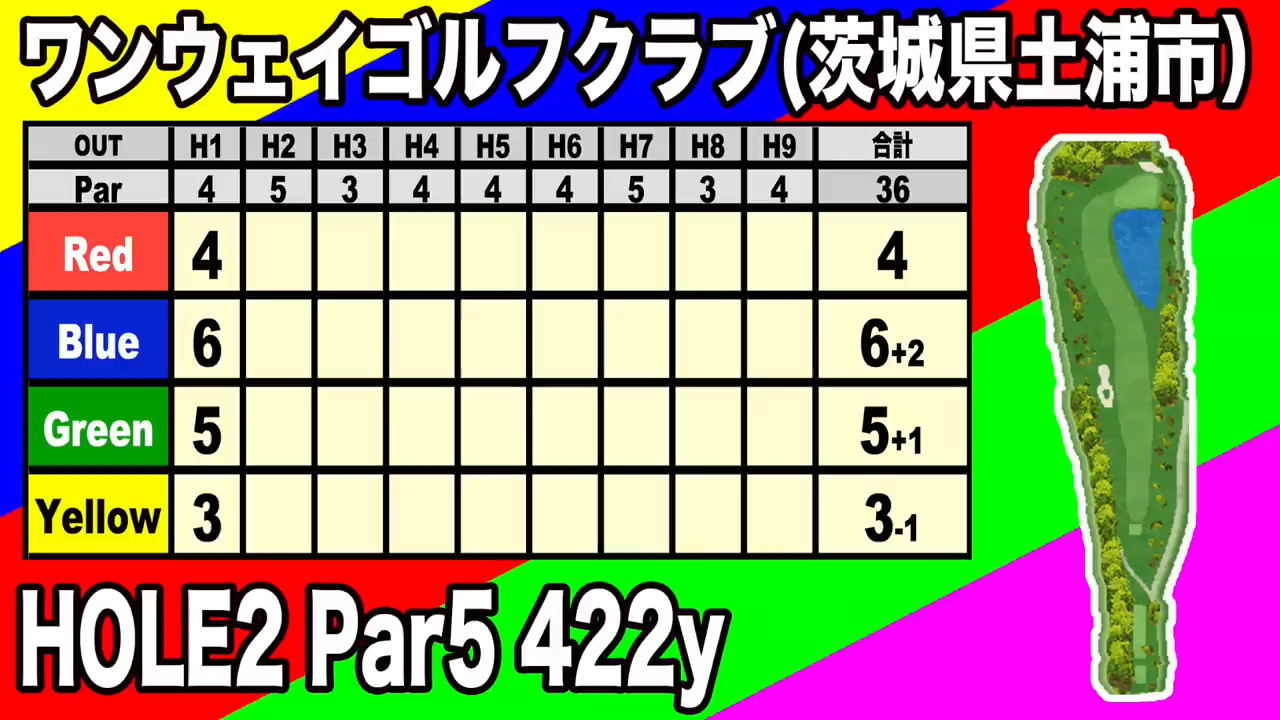 ワンウェイゴルフクラブ(茨城県土浦市)
OUT H1 H2 H3 H4 H5 H6 H7 H8 H9 合計
Par 4 5 3 4 4 4 5 3 4 36
Red 4 4
Blue 6 6+2
Green 5 5+1
Yellow 3 3-1
HOLE2 Par5 422y